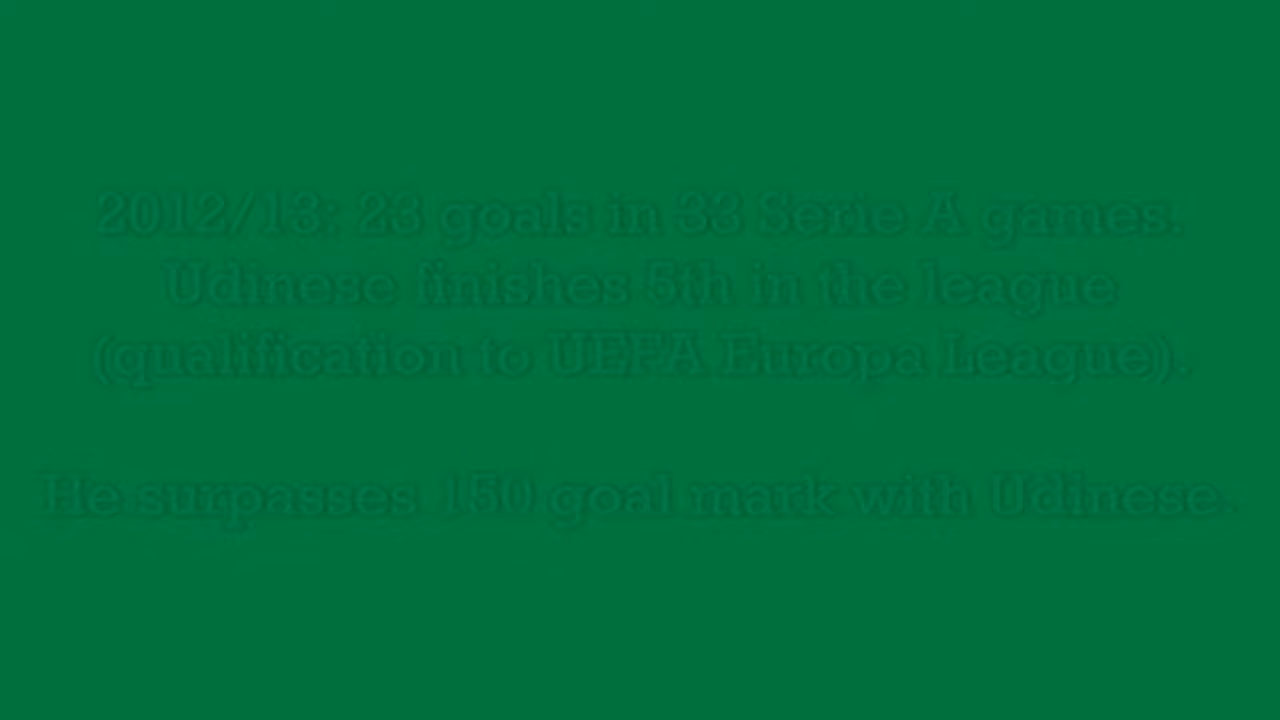 2012/13: 23 goals in 33 Serie A games.
Udinese finishes 5th in the league
(qualification to UEFA Europa League).
He surpasses 150 goal mark with Udinese.